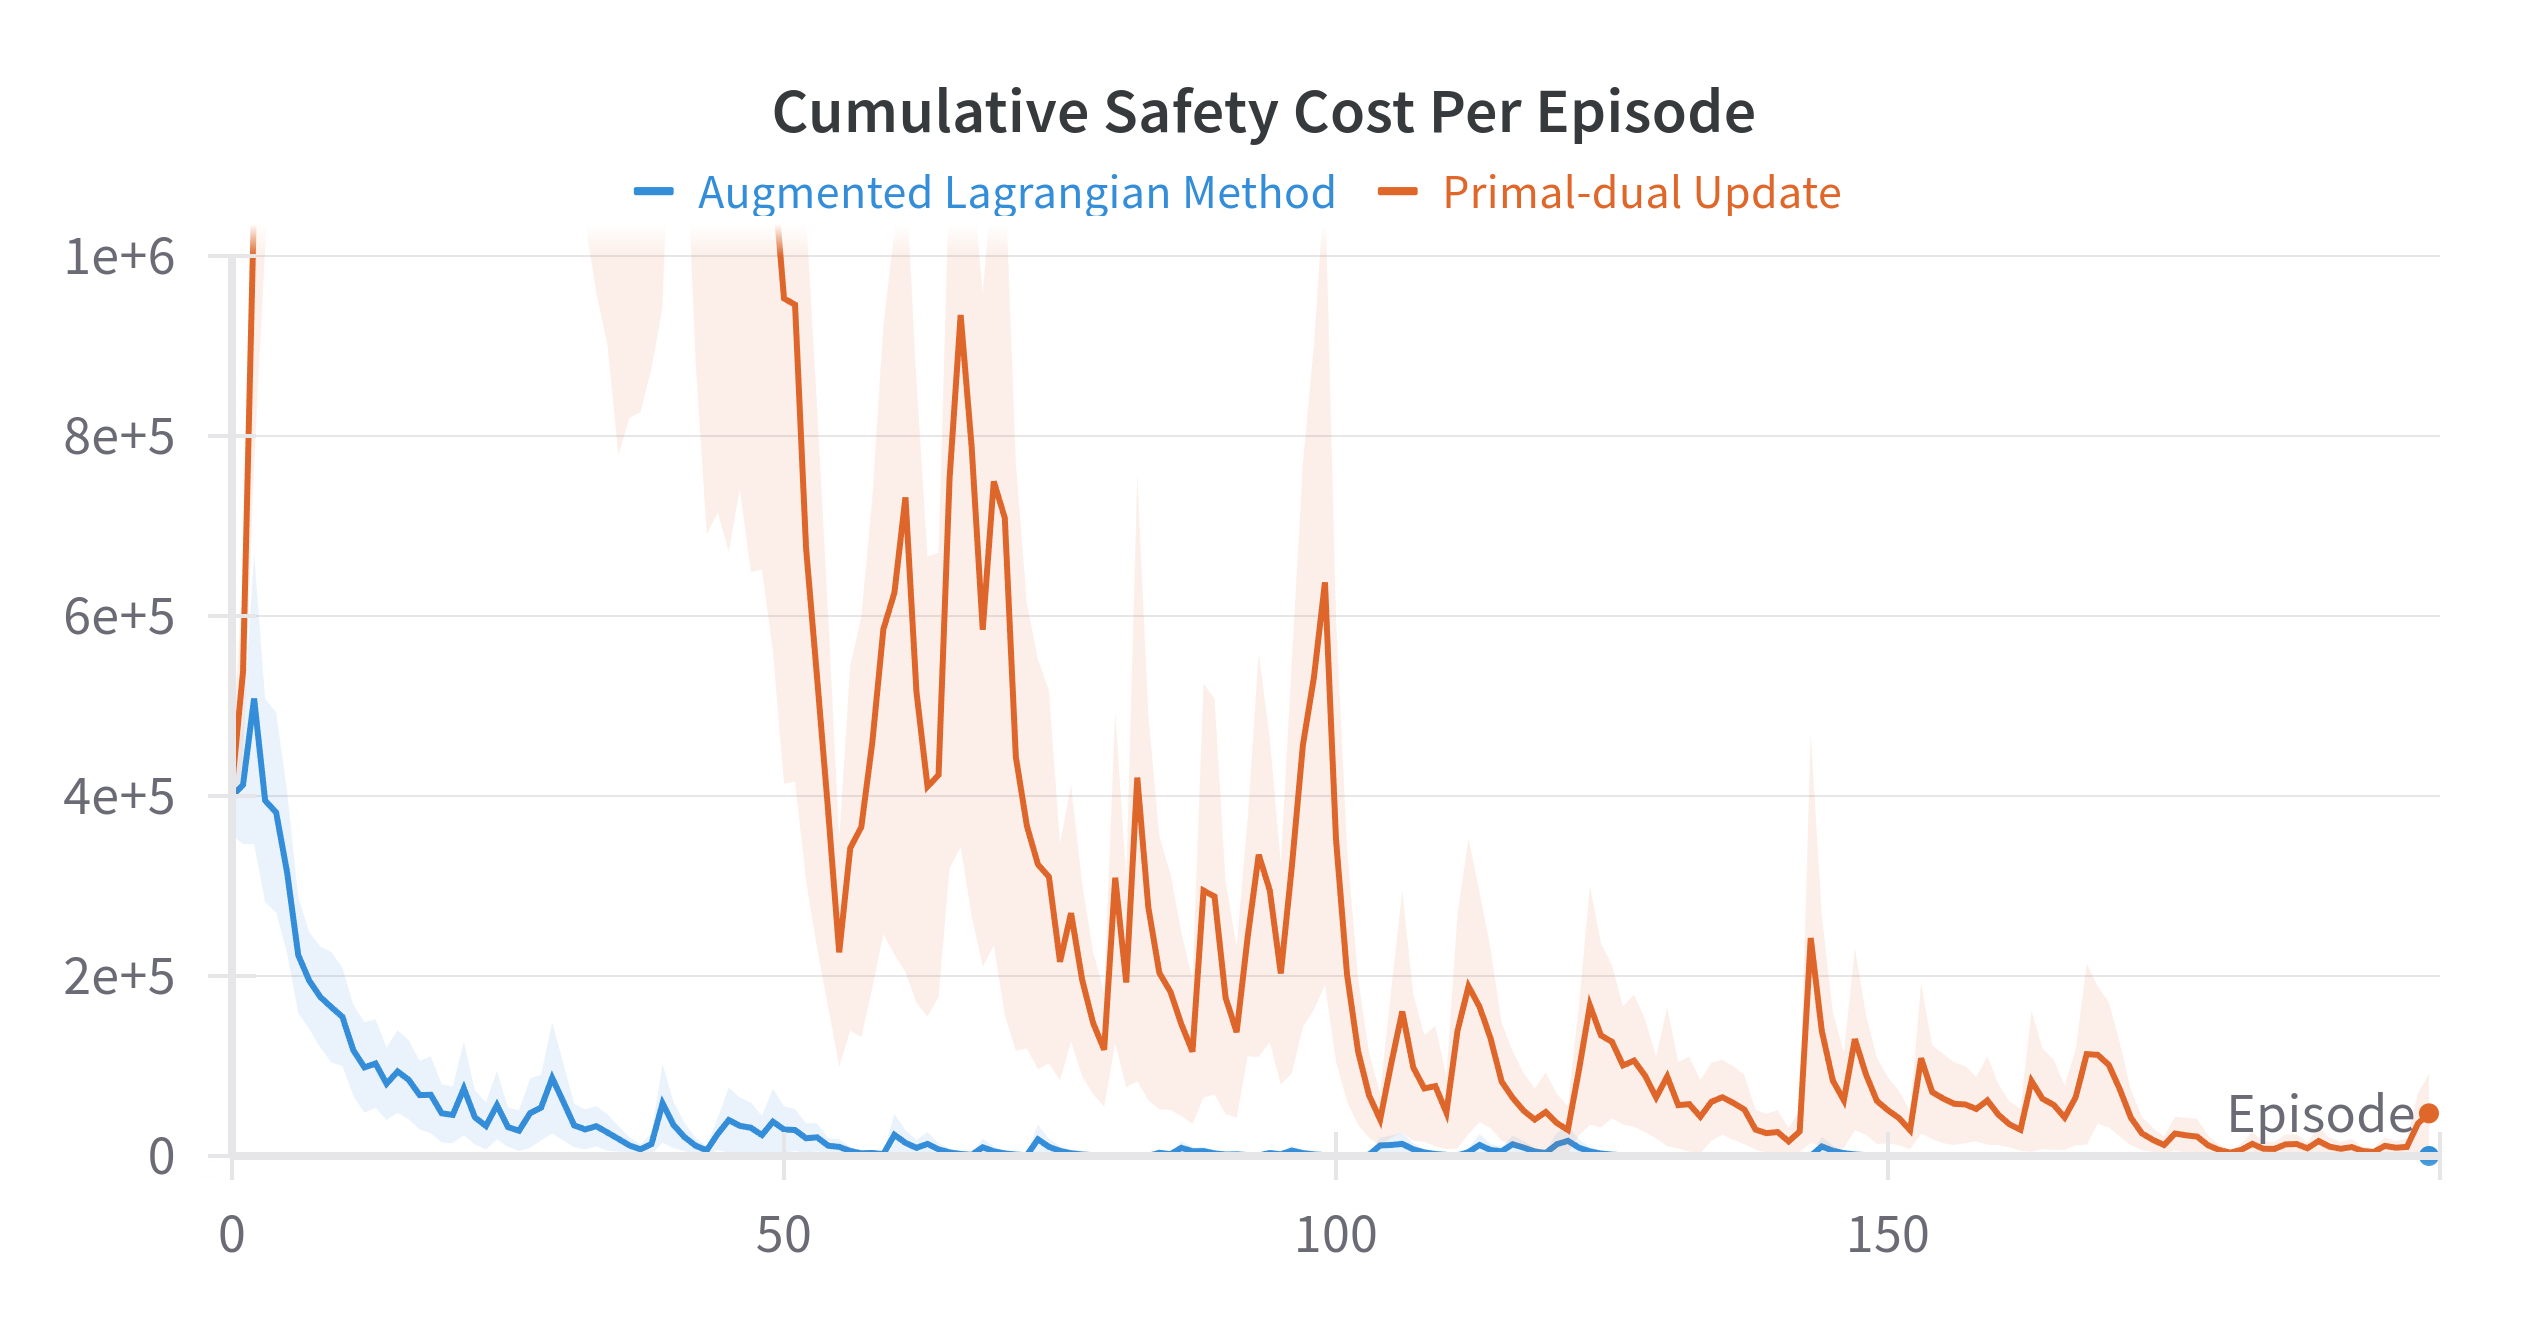 Cumulative Safety Cost Per Episode
Augmented Lagrangian Method Primal-dual Update
1e+6
8e+5
6e+5
4e+5
2e+5
0
Episode
0 50 100 150